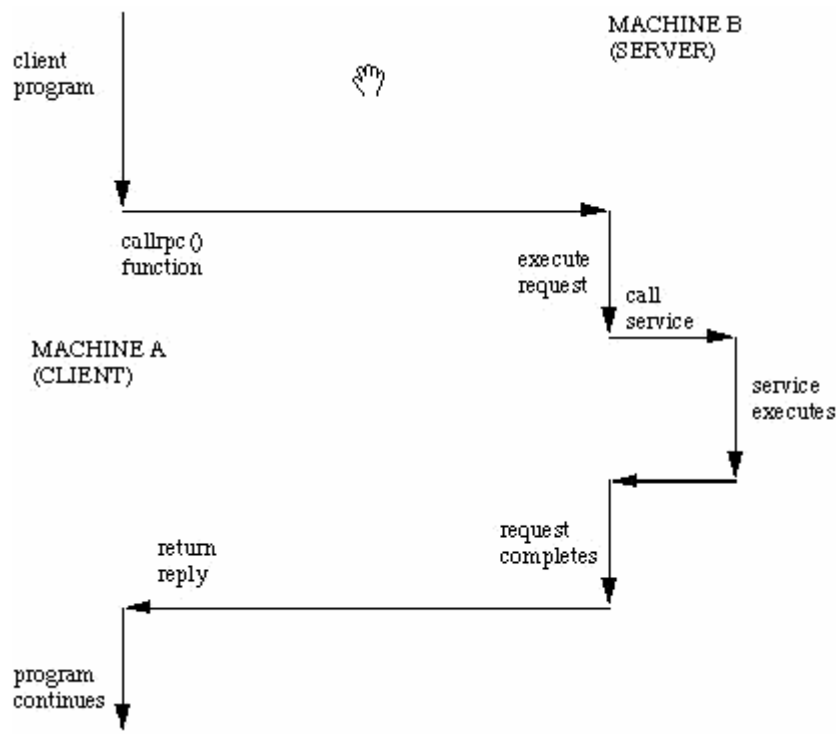 MACHINE B
(SERVER)
client
program
callrpc()
function
execute
request
call
service
MACHINE A
(CLIENT)
service
executes
request
completes
return
reply
program
continues